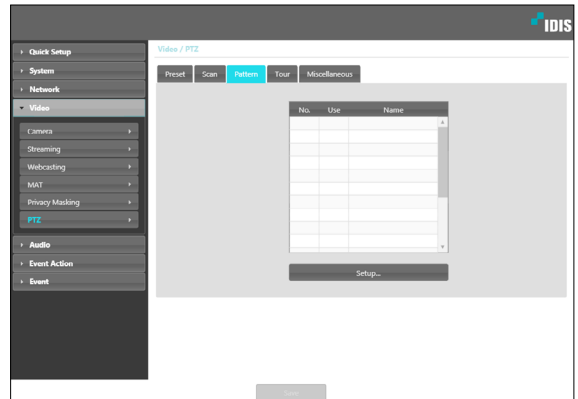 IDIS
Quick Setup
System
Network
Video
Camera
Streaming
Webcasting
MAT
Privacy Masking
PTZ
Audio
Event Action
Event
Video / PTZ
Preset Scan Pattern Tour Miscellaneous
No. Use Name
Setup...
Save